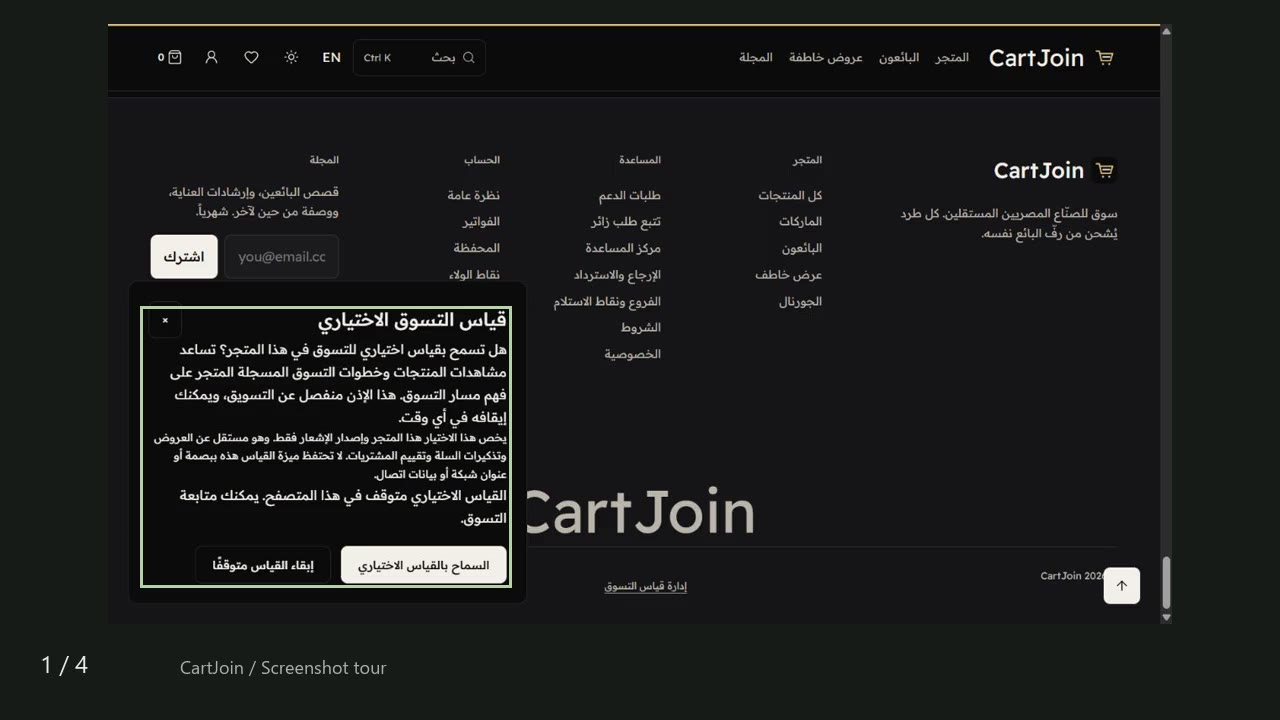 CartJoin
المتجر
البائعون
عروض خاطفة
المجلة
بحث
Ctrl K
EN
0
CartJoin
سوق للصنّاع المصريين المستقلين. كل طرد
يُشحن من رفّ البائع نفسه.
المتجر
كل المنتجات
الماركات
البائعون
عرض خاطف
الجورنال
المساعدة
طلبات الدعم
تتبع طلب زائر
مركز المساعدة
الإرجاع والاسترداد
الفروع ونقاط الاستلام
الشروط
الخصوصية
الحساب
نظرة عامة
الفواتير
المحفظة
نقاط الولاء
المجلة
قصص البائعين، وإرشادات العناية،
ووصفة من حين لآخر. شهرياً.
you@email.cc
اشترك
×
قياس التسوق الاختياري
هل تسمح بقياس اختياري للتسوق في هذا المتجر؟ تساعد
مشاهدات المنتجات وخطوات التسوق المسجلة المتجر على
فهم مسار التسوق. هذا الإذن منفصل عن التسويق، ويمكنك
إيقافه في أي وقت.
يخص هذا الاختيار هذا المتجر وإصدار الإشعار فقط. وهو مستقل عن العروض
وتذكيرات السلة وتقييم المشتريات. لا تحتفظ ميزة القياس هذه ببصمة أو
عنوان شبكة أو بيانات اتصال.
القياس الاختياري متوقف في هذا المتصفح. يمكنك متابعة
التسوق.
السماح بالقياس الاختياري
إبقاء القياس متوقفًا
CartJoin
CartJoin 2026
إدارة قياس التسوق
1 / 4
CartJoin / Screenshot tour